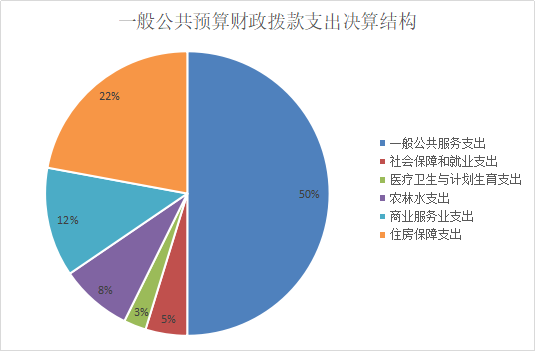 一般公共预算财政拨款支出决算结构
22%
50%
12%
8%
3%
5%
一般公共服务支出
社会保障和就业支出
医疗卫生与计划生育支出
农林水支出
商业服务业支出
住房保障支出